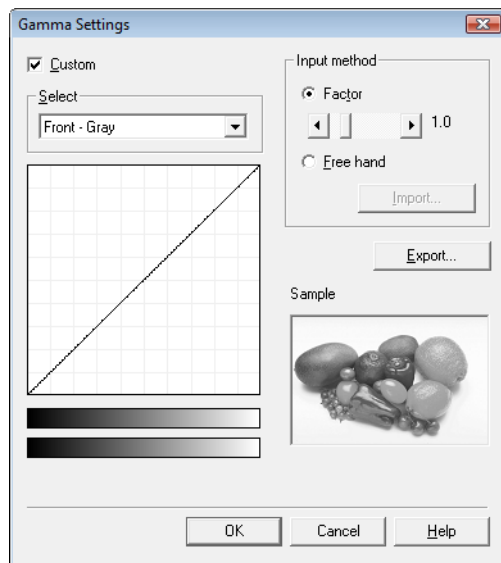 Gamma Settings
Custom
Select
Front - Gray
Input method
Factor
1.0
Free hand
Import...
Export...
Sample
OK
Cancel
Help